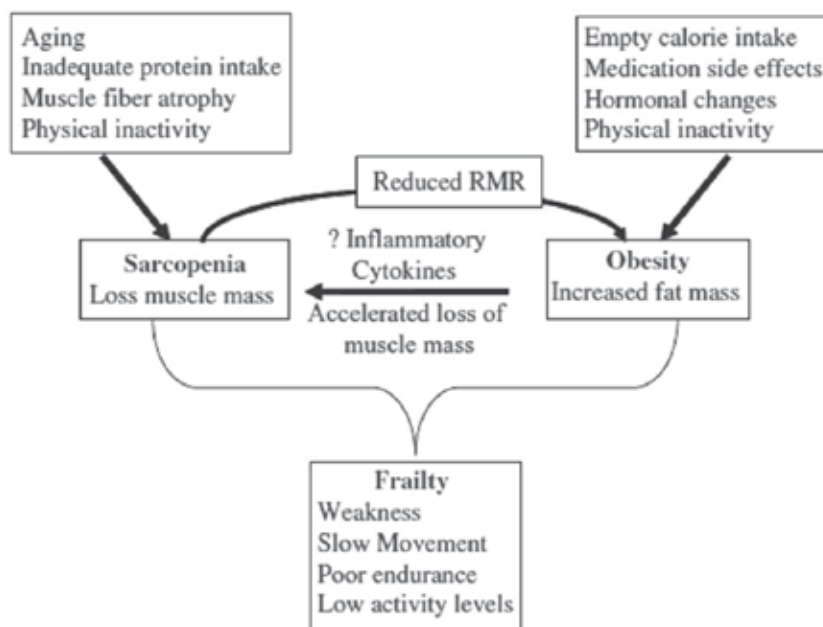 Aging
Inadequate protein intake
Muscle fiber atrophy
Physical inactivity
Empty calorie intake
Medication side effects
Hormonal changes
Physical inactivity
Reduced RMR
Sarcopenia
Loss muscle mass
? Inflammatory
Cytokines
Accelerated loss of
muscle mass
Obesity
Increased fat mass
Frailty
Weakness
Slow Movement
Poor endurance
Low activity levels